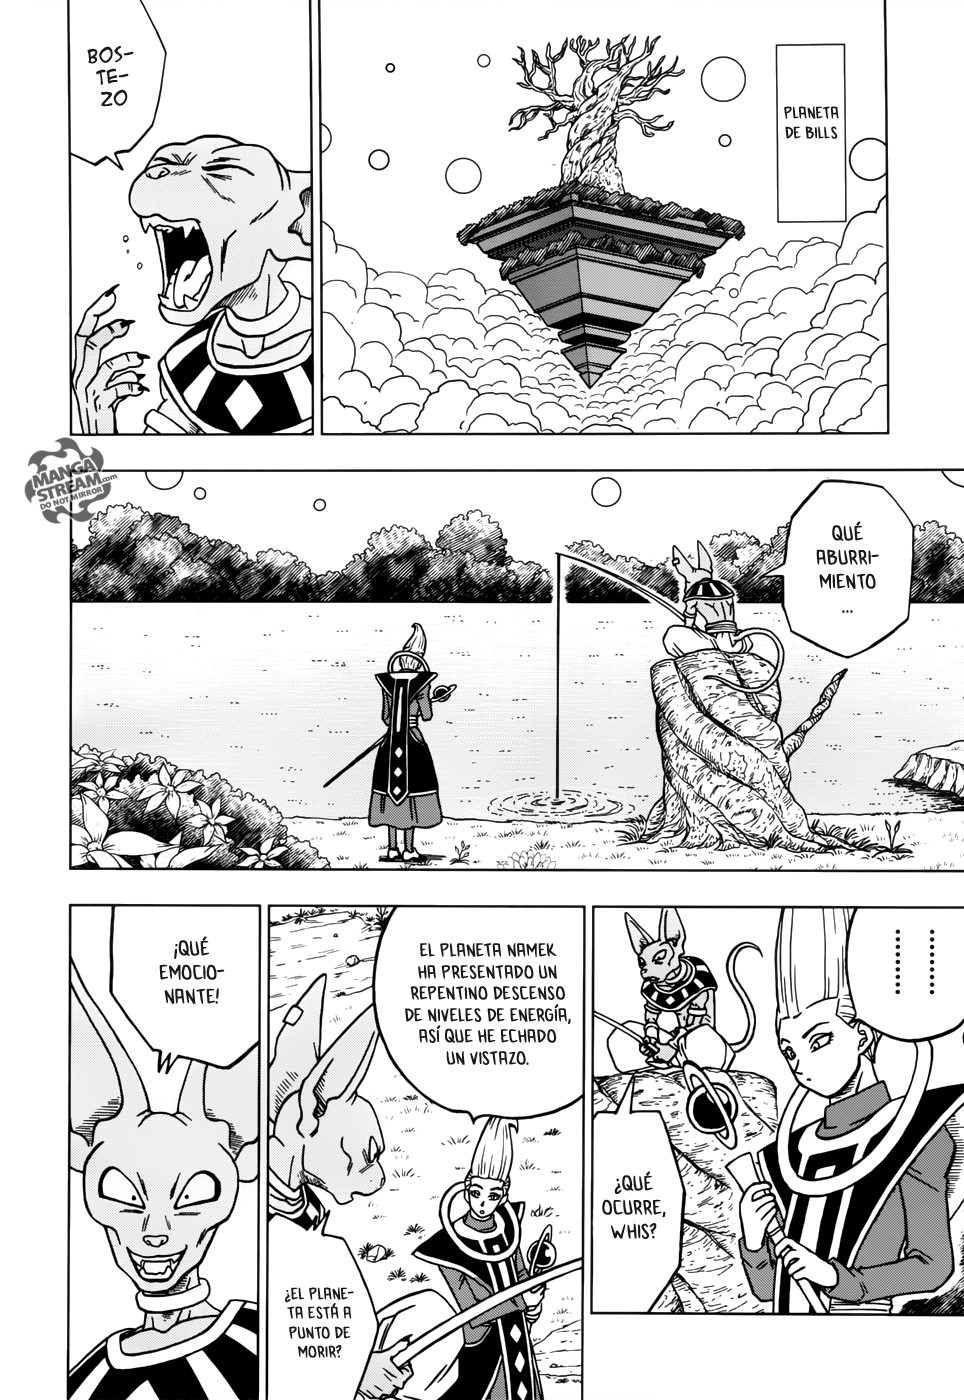 PLANETA
DE BILLS
BOS-
TE-
ZO
QUÉ
ABURRI-
MIENTO
...
MANGA
STREAM.com
DO NOT MIRROR
¿QUÉ
OCURRE,
WHIS?
EL PLANETA NAMEK
HA PRESENTADO UN
REPENTINO DESCENSO
DE NIVELES DE ENERGÍA,
ASÍ QUE HE ECHADO
UN VISTAZO.
¿EL PLANE-
TA ESTÁ A
PUNTO DE
MORIR?
¡QUÉ
EMOCIO-
NANTE!